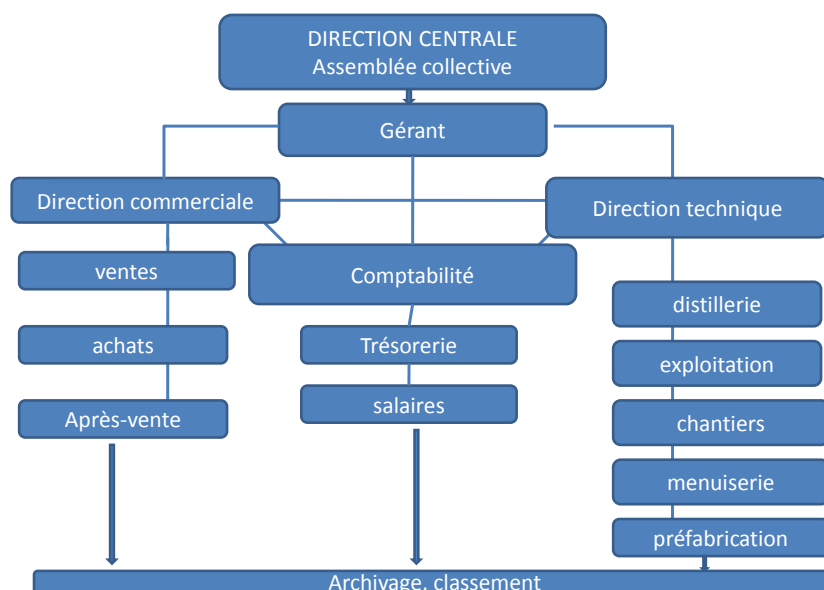 DIRECTION CENTRALE
Assemblée collective
Gérant
Direction commerciale
Direction technique
Comptabilité
ventes
achats
Après-vente
Trésorerie
salaires
distillerie
exploitation
chantiers
menuiserie
préfabrication
Archivage, classement